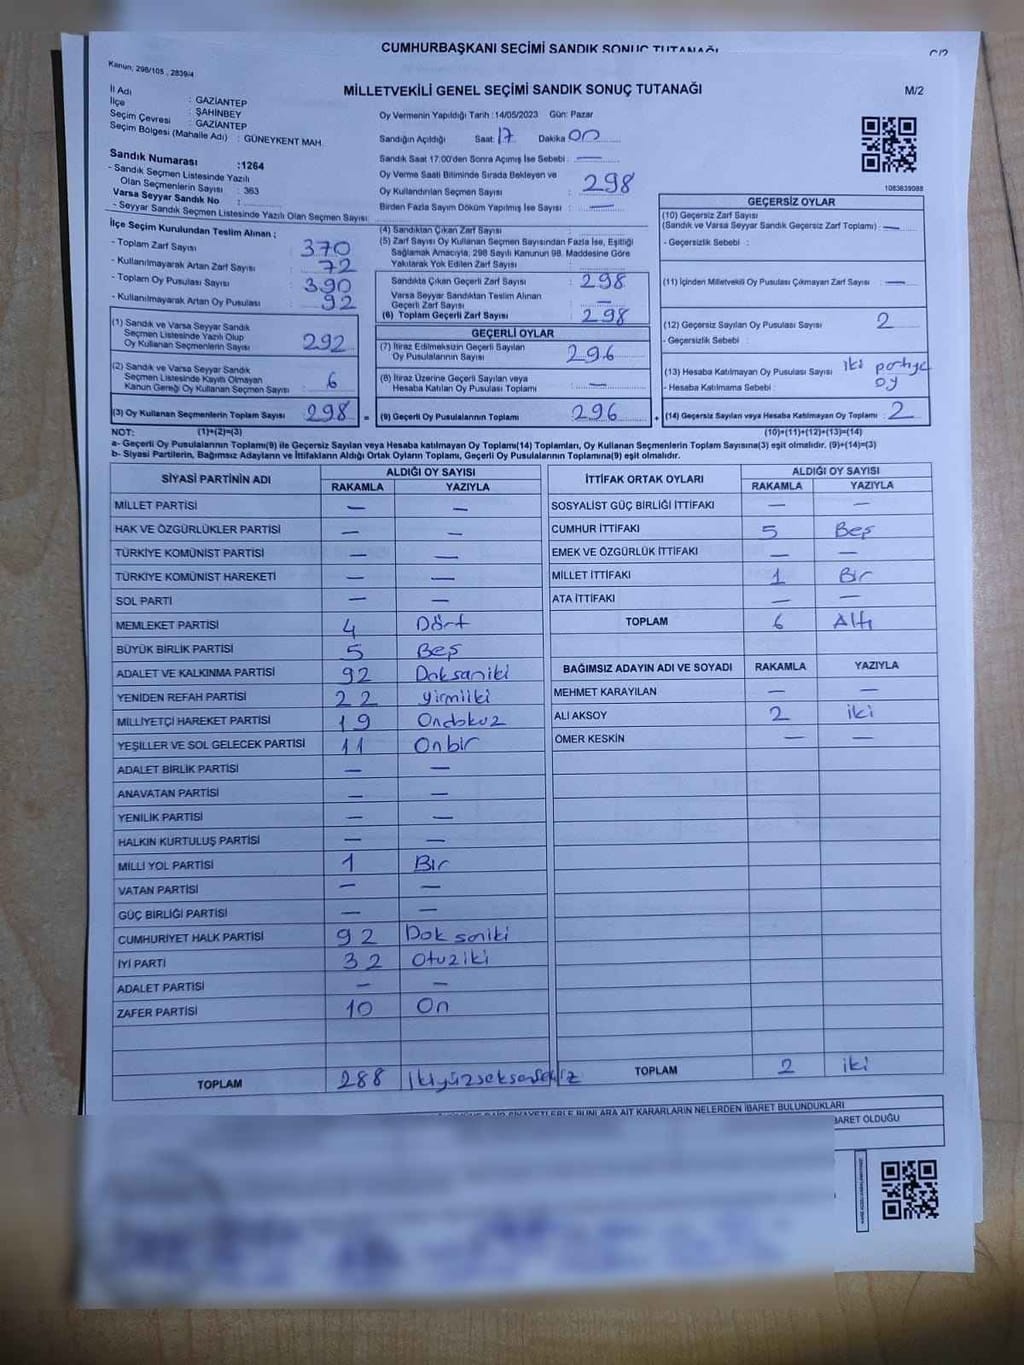 CUMHURBAŞKANI SEÇİMİ SANDIK SONUÇ TUTANAĞI
Kanun, 298/105 , 2839/4
MİLLETVEKİLİ GENEL SEÇİMİ SANDIK SONUÇ TUTANAĞI
M/2
İl Adı : GAZİANTEP
İlçe : ŞAHİNBEY
Seçim Çevresi : GAZİANTEP
Seçim Bölgesi (Mahalle Adı) : GÜNEYKENT MAH.
Oy Vermenin Yapıldığı Tarih :14/05/2023 Gün: Pazar
Sandığın Açıldığı Saat: 17 Dakika 00
Sandık Saat 17.00'den Sonra Açımış İse Sebebi : —
Oy Verme Saati Bitiminde Sırada Bekleyen ve
Oy Kullandırılan Seçmen Sayısı : 298
Birden Fazla Sayım Döküm Yapılmış İse Sayısı : —
Sandık Numarası :1264
- Sandık Seçmen Listesinde Yazılı
Olan Seçmenlerin Sayısı : 363
Varsa Seyyar Sandık No :
- Seyyar Sandık Seçmen Listesinde Yazılı Olan Seçmen Sayısı :
1083839088
İlçe Seçim Kurulundan Teslim Alınan ;
- Toplam Zarf Sayısı : 370
- Kullanılmayarak Artan Zarf Sayısı : 72
- Toplam Oy Pusulası Sayısı : 390
- Kullanılmayarak Artan Oy Pusulası : 92
(1) Sandık ve Varsa Seyyar Sandık
Seçmen Listesinde Yazılı Olup
Oy Kullanan Seçmenlerin Sayısı : 292
(2) Sandık ve Varsa Seyyar Sandık
Seçmen Listesinde Kayıtlı Olmayan
Kanun Gereği Oy Kullanan Seçmen Sayısı : 6
(3) Oy Kullanan Seçmenlerin Toplam Sayısı : 298 =
(1)+(2)=(3)
(4) Sandıktan Çıkan Zarf Sayısı :
(5) Zarf Sayısı Oy Kullanan Seçmen Sayısından Fazla İse, Eşitliği
Sağlamak Amacıyla, 298 Sayılı Kanunun 98. Maddesine Göre
Yakılarak Yok Edilen Zarf Sayısı :
Sandıkta Çıkan Geçerli Zarf Sayısı : 298
Varsa Seyyar Sandıktan Teslim Alınan
Geçerli Zarf Sayısı : —
(6) Toplam Geçerli Zarf Sayısı : 298
GEÇERLİ OYLAR
(7) İtiraz Edilmeksizin Geçerli Sayılan
Oy Pusulalarının Sayısı : 296
(8) İtiraz Üzerine Geçerli Sayılan veya
Hesaba Katılan Oy Pusulası Toplamı : —
(9) Geçerli Oy Pusulalarının Toplamı : 296 +
GEÇERSİZ OYLAR
(10) Geçersiz Zarf Sayısı
(Sandık ve Varsa Seyyar Sandık Geçersiz Zarf Toplamı) : —
- Geçersizlik Sebebi :
(11) İçinden Milletvekili Oy Pusulası Çıkmayan Zarf Sayısı : —
(12) Geçersiz Sayılan Oy Pusulası Sayısı : 2
- Geçersizlik Sebebi :
(13) Hesaba Katılmayan Oy Pusulası Sayısı : iki partiye
- Hesaba Katılmama Sebebi : oy
(14) Geçersiz Sayılan veya Hesaba Katılmayan Oy Toplamı : 2
(10)+(11)+(12)+(13)=(14)
NOT:
a- Geçerli Oy Pusulalarının Toplamı(9) ile Geçersiz Sayılan veya Hesaba katılmayan Oy Toplamı(14) Toplamları, Oy Kullanan Seçmenlerin Toplam Sayısına(3) eşit olmalıdır. (9)+(14)=(3)
b- Siyasi Partilerin, Bağımsız Adayların ve İttifakların Aldığı Ortak Oyların Toplamı, Geçerli Oy Pusulalarının Toplamına(9) eşit olmalıdır.
SİYASİ PARTİNİN ADI ALDIĞI OY SAYISI
RAKAMLA YAZIYLA
MİLLET PARTİSİ — —
HAK VE ÖZGÜRLÜKLER PARTİSİ — —
TÜRKİYE KOMÜNİST PARTİSİ — —
TÜRKİYE KOMÜNİST HAREKETİ — —
SOL PARTİ — —
MEMLEKET PARTİSİ 4 Dört
BÜYÜK BİRLİK PARTİSİ 5 Beş
ADALET VE KALKINMA PARTİSİ 92 Doksaniki
YENİDEN REFAH PARTİSİ 22 yirmiiki
MİLLİYETÇİ HAREKET PARTİSİ 19 Ondokuz
YEŞİLLER VE SOL GELECEK PARTİSİ 11 Onbir
ADALET BİRLİK PARTİSİ — —
ANAVATAN PARTİSİ — —
YENİLİK PARTİSİ — —
HALKIN KURTULUŞ PARTİSİ — —
MİLLİ YOL PARTİSİ 1 Bir
VATAN PARTİSİ — —
GÜÇ BİRLİĞİ PARTİSİ — —
CUMHURİYET HALK PARTİSİ 92 Doksaniki
İYİ PARTİ 32 Otuziki
ADALET PARTİSİ — —
ZAFER PARTİSİ 10 On
TOPLAM 288 ikiyüzseksensekiz
İTTİFAK ORTAK OYLARI ALDIĞI OY SAYISI
RAKAMLA YAZIYLA
SOSYALİST GÜÇ BİRLİĞİ İTTİFAKI — —
CUMHUR İTTİFAKI 5 Beş
EMEK VE ÖZGÜRLÜK İTTİFAKI — —
MİLLET İTTİFAKI 1 Bir
ATA İTTİFAKI — —
TOPLAM 6 Altı
BAĞIMSIZ ADAYIN ADI VE SOYADI RAKAMLA YAZIYLA
MEHMET KARAYILAN — —
ALİ AKSOY 2 iki
ÖMER KESKİN — —
TOPLAM 2 iki
BUNLARA AİT KARARLARIN NELERDEN İBARET BULUNDUKLARI
BARET OLDUĞU